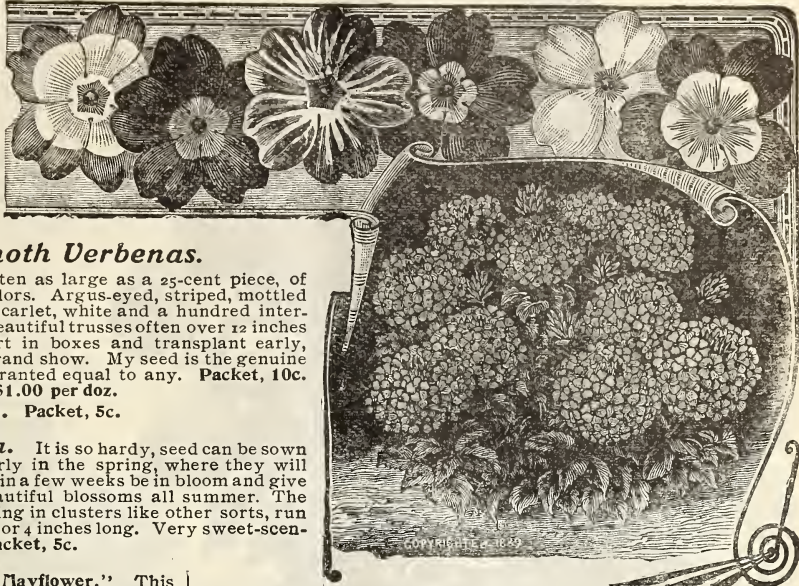 oth Verbenas.
ten as large as a 25-cent piece, of
lors. Argus-eyed, striped, mottled
carlet, white and a hundred inter-
eautiful trusses often over 12 inches
rt in boxes and transplant early,
rand show. My seed is the genuine
ranted equal to any. Packet, 10c.
$1.00 per doz.
. Packet, 5c.
a. It is so hardy, seed can be sown
rly in the spring, where they will
in a few weeks be in bloom and give
autiful blossoms all summer. The
ng in clusters like other sorts, run
or 4 inches long. Very sweet-scen-
cket, 5c.
Mayflower." This
COPYRIGHTED 1889